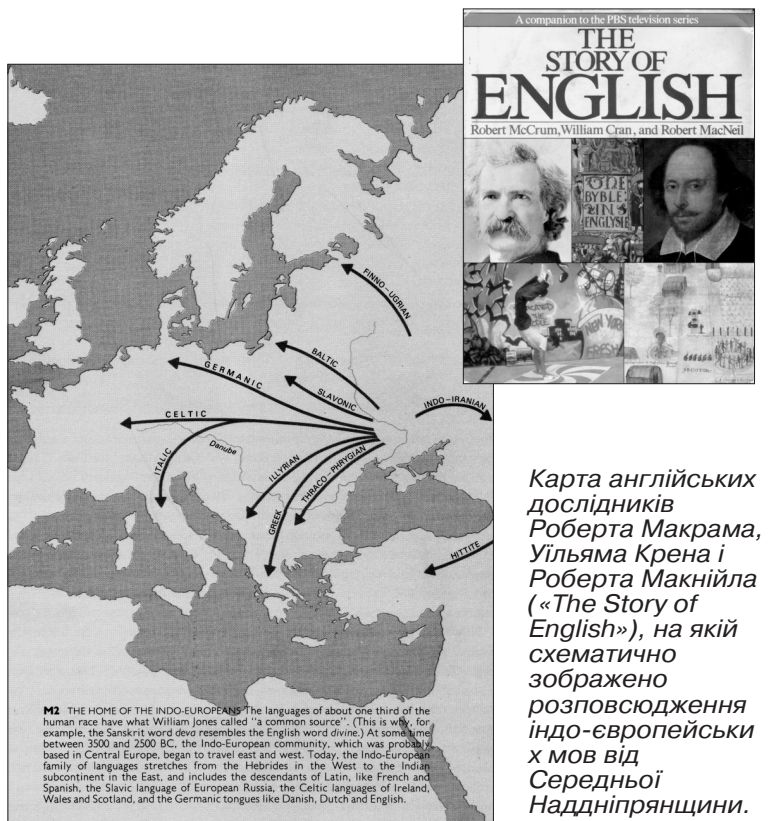 A companion to the PBS television series
THE
STORY OF
ENGLISH
Robert McCrum, William Cran, and Robert MacNeil
THE
BYBLE
IN
ENGLYSHE
NEW YORK
FRESH
FINNO–UGRIAN
BALTIC
GERMANIC
SLAVONIC
INDO–IRANIAN
CELTIC
Danube
ITALIC
ILLYRIAN
THRACO–PHRYGIAN
GREEK
HITTITE
M2 THE HOME OF THE INDO-EUROPEANS The languages of about one third of the
human race have what William Jones called "a common source". (This is why, for
example, the Sanskrit word deva resembles the English word divine.) At some time
between 3500 and 2500 BC, the Indo-European community, which was probably
based in Central Europe, began to travel east and west. Today, the Indo-European
family of languages stretches from the Hebrides in the West to the Indian
subcontinent in the East, and includes the descendants of Latin, like French and
Spanish, the Slavic language of European Russia, the Celtic languages of Ireland,
Wales and Scotland, and the Germanic tongues like Danish, Dutch and English.
Карта англійських
дослідників
Роберта Макрама,
Уїльяма Крена і
Роберта Макнійла
(«The Story of
English»), на якій
схематично
зображено
розповсюдження
індо-європейськи
х мов від
Середньої
Наддніпрянщини.